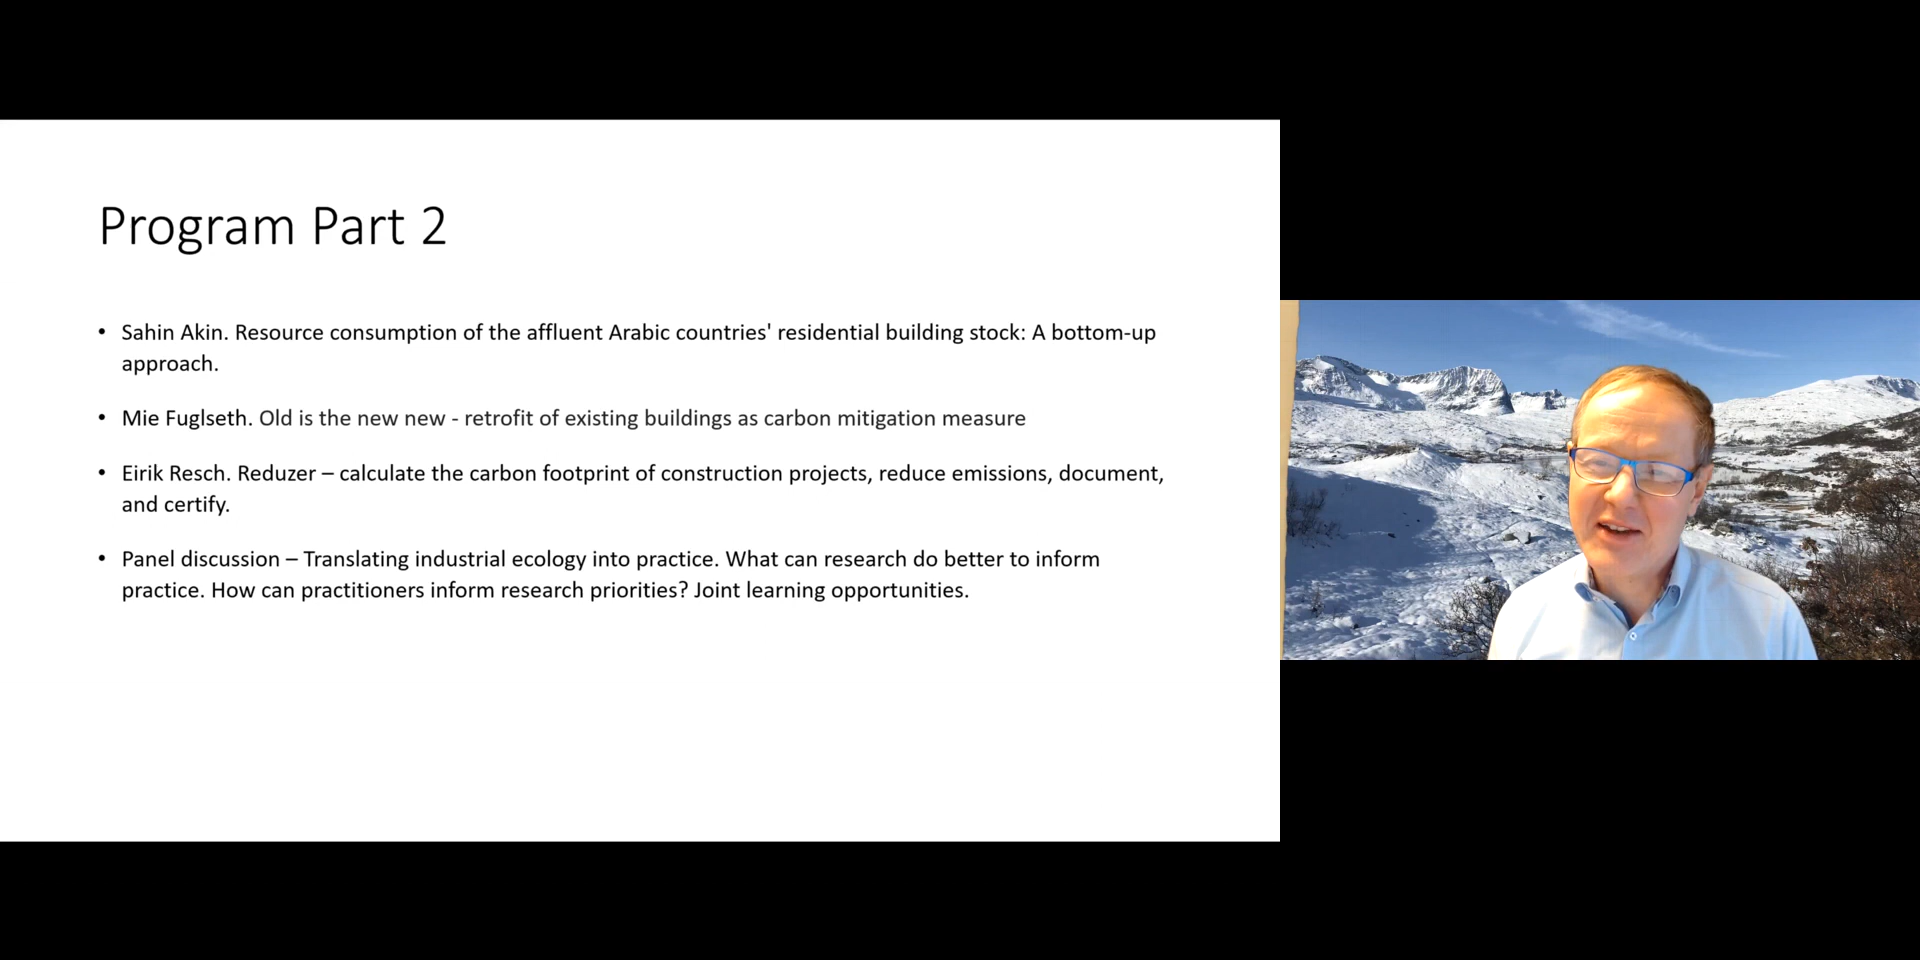 Program Part 2
• Sahin Akin. Resource consumption of the affluent Arabic countries' residential building stock: A bottom-up
approach.
• Mie Fuglseth. Old is the new new - retrofit of existing buildings as carbon mitigation measure
• Eirik Resch. Reduzer – calculate the carbon footprint of construction projects, reduce emissions, document,
and certify.
• Panel discussion – Translating industrial ecology into practice. What can research do better to inform
practice. How can practitioners inform research priorities? Joint learning opportunities.